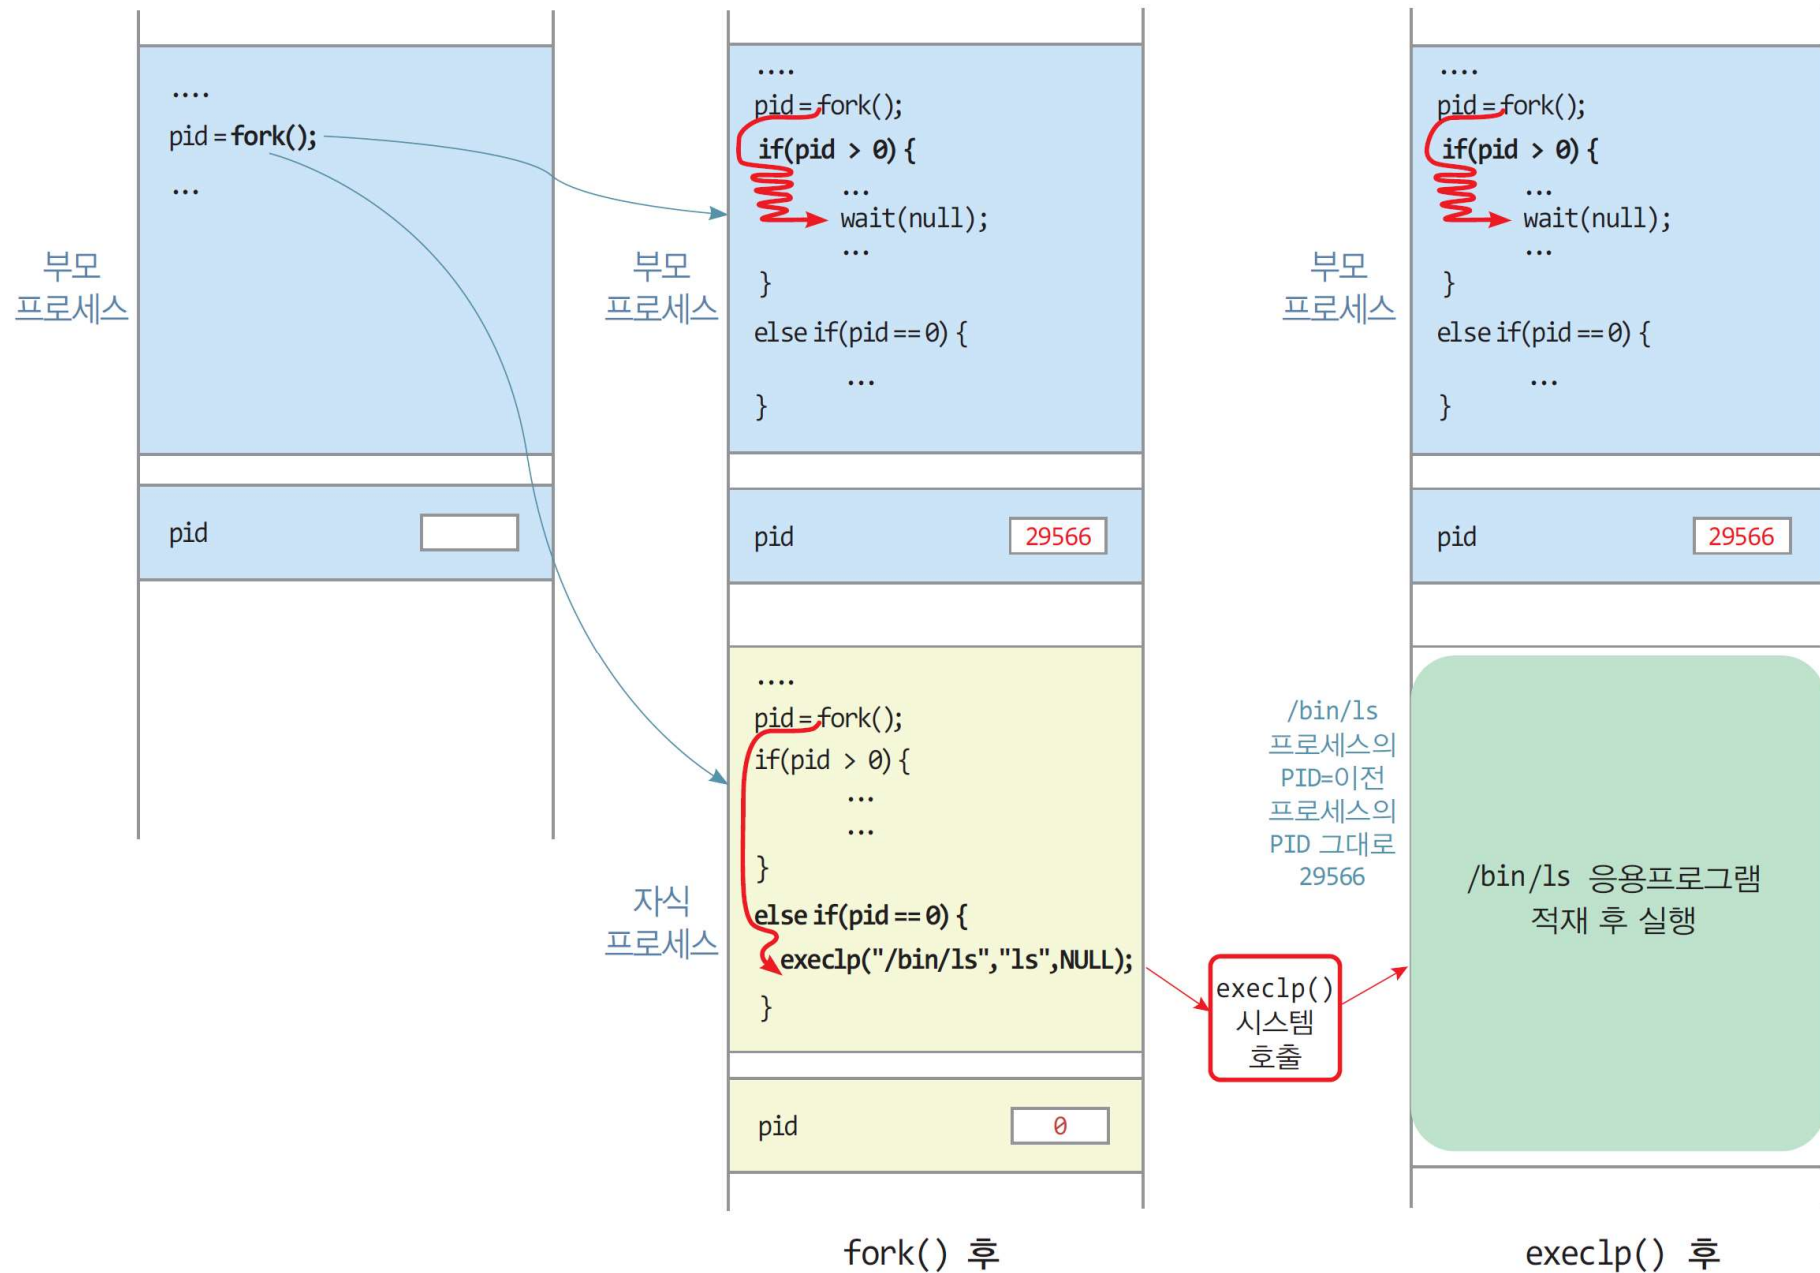 부모
프로세스
....
pid = fork();
...
pid
부모
프로세스
....
pid = fork();
if(pid > 0) {
...
wait(null);
...
}
else if(pid == 0) {
...
}
pid
29566
자식
프로세스
....
pid = fork();
if(pid > 0) {
...
...
}
else if(pid == 0) {
execlp("/bin/ls","ls",NULL);
}
pid
0
fork() 후
execlp()
시스템
호출
부모
프로세스
....
pid = fork();
if(pid > 0) {
...
wait(null);
...
}
else if(pid == 0) {
...
}
pid
29566
/bin/ls
프로세스의
PID=이전
프로세스의
PID 그대로
29566
/bin/ls 응용프로그램
적재 후 실행
execlp() 후